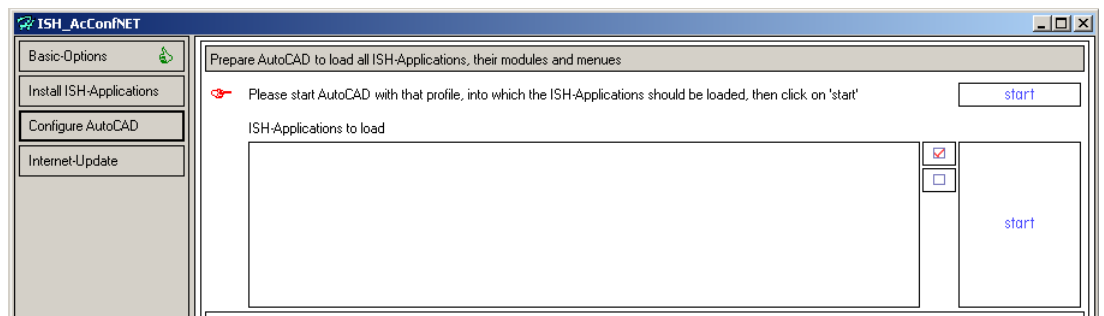 ISH_AcConfNET
Basic-Options
Install ISH-Applications
Configure AutoCAD
Internet-Update
Prepare AutoCAD to load all ISH-Applications, their modules and menues
Please start AutoCAD with that profile, into which the ISH-Applications should be loaded, then click on 'start'
start
ISH-Applications to load
start